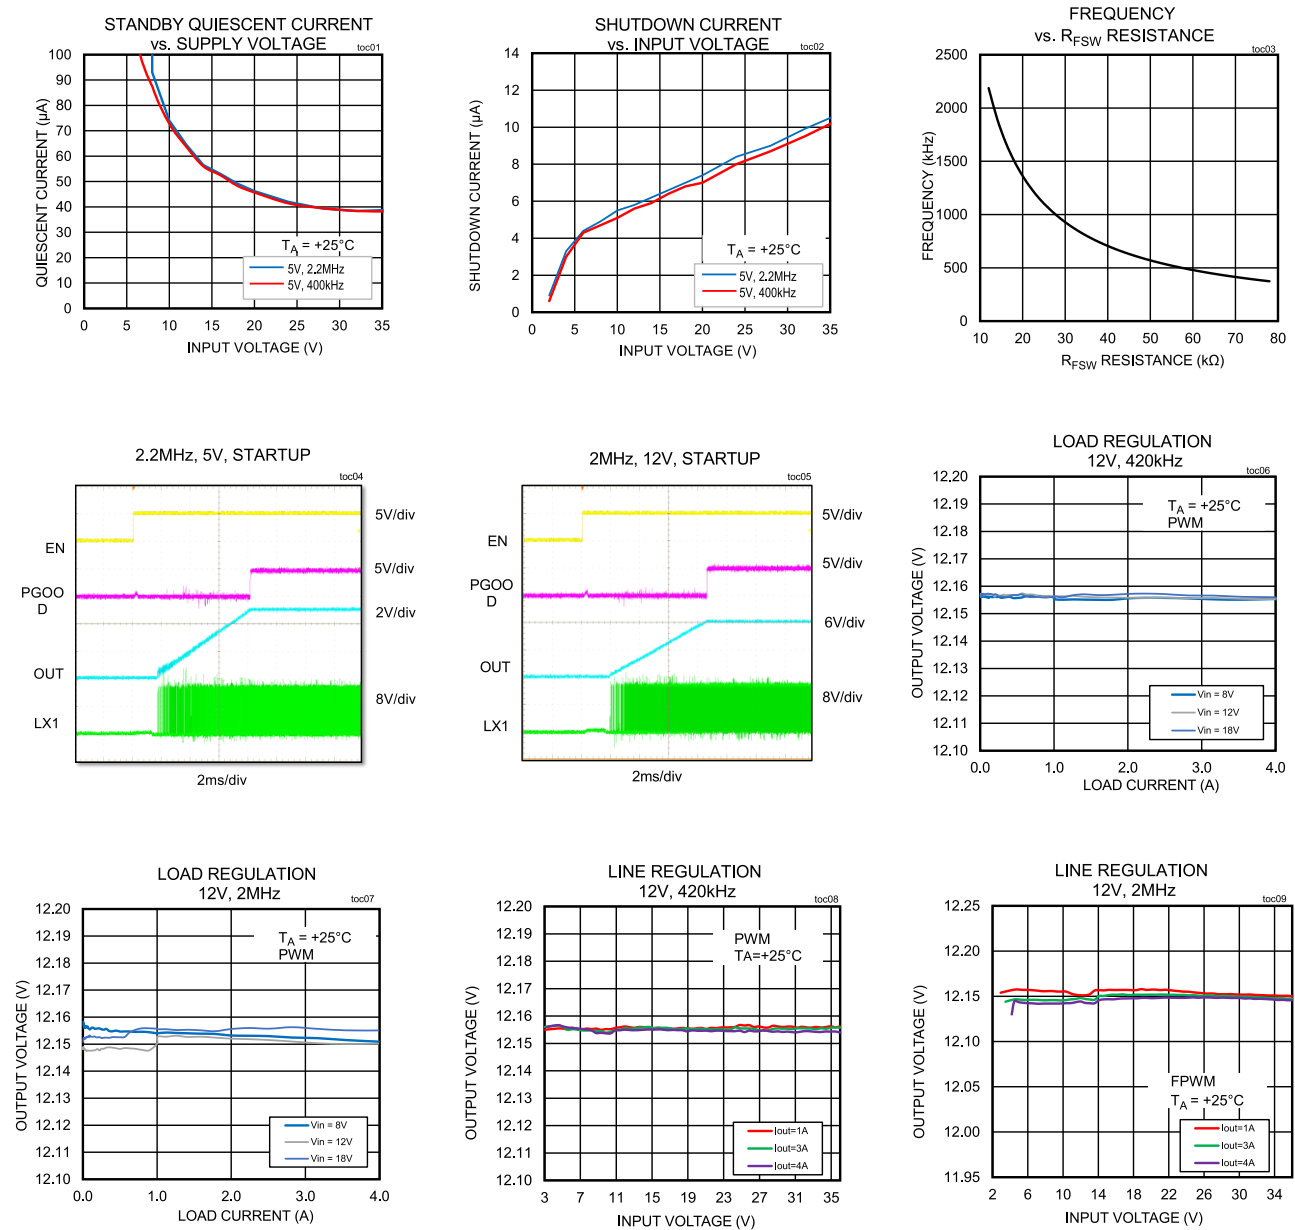 STANDBY QUIESCENT CURRENT
vs. SUPPLY VOLTAGE
toc01
100
90
80
70
60
50
40
30
20
10
0
QUIESCENT CURRENT (µA)
TA = +25°C
5V, 2.2MHz
5V, 400kHz
0 5 10 15 20 25 30 35
INPUT VOLTAGE (V)
SHUTDOWN CURRENT
vs. INPUT VOLTAGE
toc02
14
12
10
8
6
4
2
0
SHUTDOWN CURRENT (µA)
TA = +25°C
5V, 2.2MHz
5V, 400kHz
0 5 10 15 20 25 30 35
INPUT VOLTAGE (V)
FREQUENCY
vs. RFSW RESISTANCE
toc03
2500
2000
1500
1000
500
0
FREQUENCY (kHz)
10 20 30 40 50 60 70 80
RFSW RESISTANCE (kΩ)
2.2MHz, 5V, STARTUP
toc04
5V/div
EN
5V/div
PGOO
D
2V/div
OUT
8V/div
LX1
2ms/div
2MHz, 12V, STARTUP
toc05
5V/div
EN
5V/div
PGOO
D
6V/div
OUT
8V/div
LX1
2ms/div
LOAD REGULATION
12V, 420kHz
toc06
12.20
12.19
12.18
12.17
12.16
12.15
12.14
12.13
12.12
12.11
12.10
OUTPUT VOLTAGE (V)
TA = +25°C
PWM
Vin = 8V
Vin = 12V
Vin = 18V
0.0 1.0 2.0 3.0 4.0
LOAD CURRENT (A)
LOAD REGULATION
12V, 2MHz
toc07
12.20
12.19
12.18
12.17
12.16
12.15
12.14
12.13
12.12
12.11
12.10
OUTPUT VOLTAGE (V)
TA = +25°C
PWM
Vin = 8V
Vin = 12V
Vin = 18V
0.0 1.0 2.0 3.0 4.0
LOAD CURRENT (A)
LINE REGULATION
12V, 420kHz
toc08
12.20
12.19
12.18
12.17
12.16
12.15
12.14
12.13
12.12
12.11
12.10
OUTPUT VOLTAGE (V)
PWM
TA=+25°C
Iout=1A
Iout=3A
Iout=4A
3 7 11 15 19 23 27 31 35
INPUT VOLTAGE (V)
LINE REGULATION
12V, 2MHz
toc09
12.25
12.20
12.15
12.10
12.05
12.00
11.95
OUTPUT VOLTAGE (V)
FPWM
TA = +25°C
Iout=1A
Iout=3A
Iout=4A
2 6 10 14 18 22 26 30 34
INPUT VOLTAGE (V)